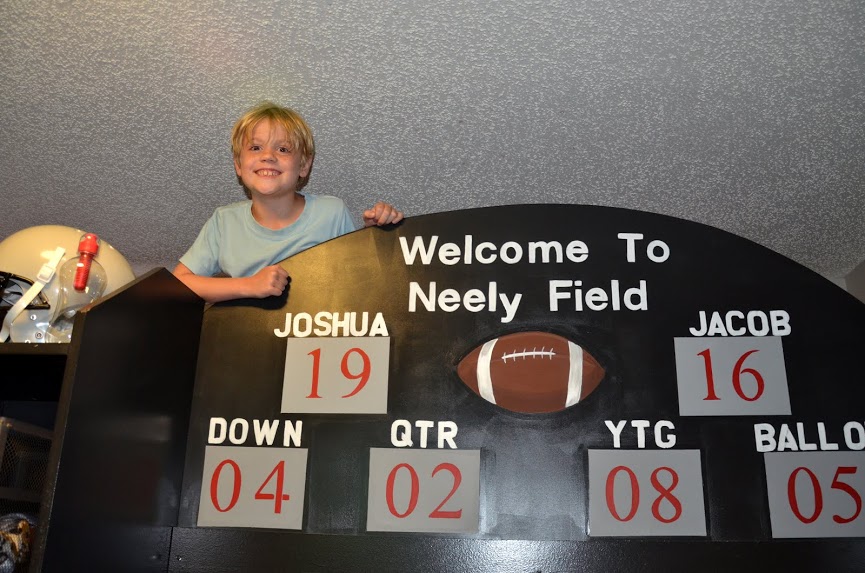 Welcome To
Neely Field
JOSHUA JACOB
19 16
DOWN QTR YTG BALL O
04 02 08 05